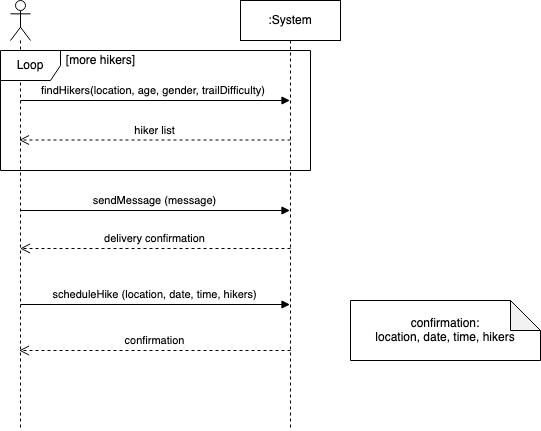 :System
Loop
[more hikers]
findHikers(location, age, gender, trailDifficulty)
hiker list
sendMessage (message)
delivery confirmation
scheduleHike (location, date, time, hikers)
confirmation:
location, date, time, hikers
confirmation